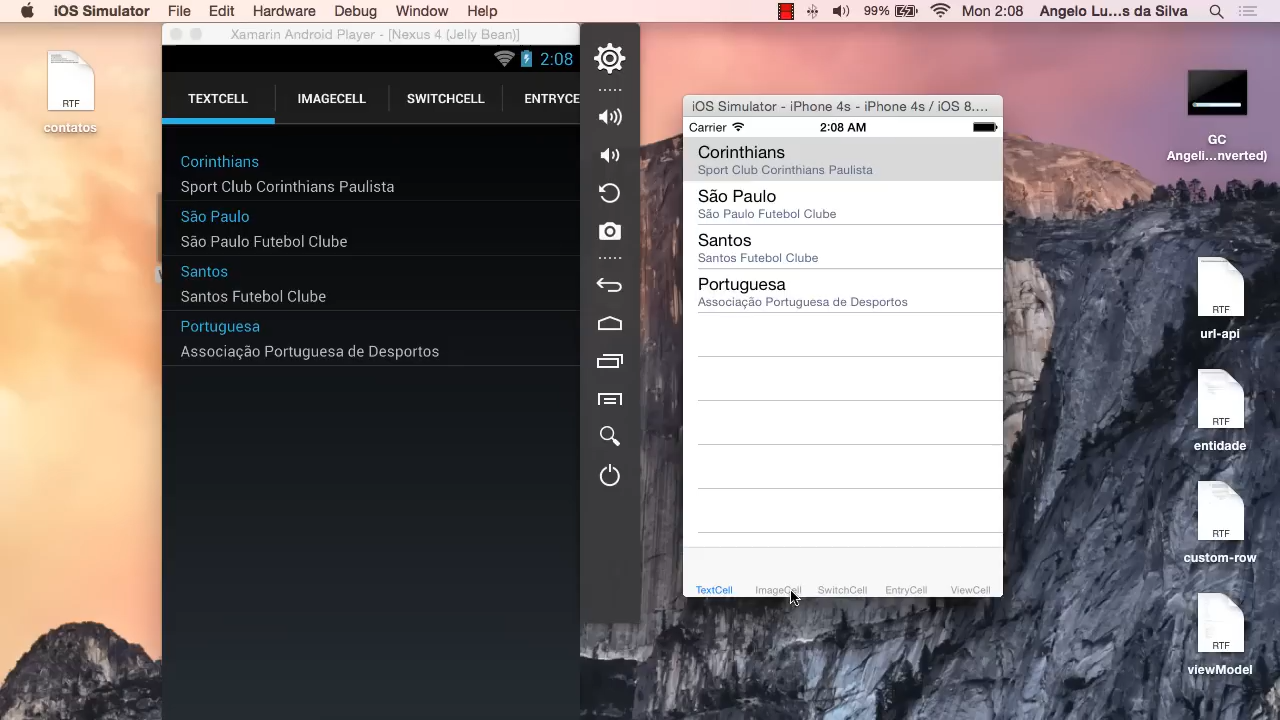 iOS Simulator File Edit Hardware Debug Window Help 99% Mon 2:08 Angelo Lu...s da Silva
RTF
contatos
Xamarin Android Player - [Nexus 4 (Jelly Bean)]
2:08
TEXTCELL IMAGECELL SWITCHCELL ENTRYCE
Corinthians
Sport Club Corinthians Paulista
São Paulo
São Paulo Futebol Clube
Santos
Santos Futebol Clube
Portuguesa
Associação Portuguesa de Desportos
iOS Simulator - iPhone 4s - iPhone 4s / iOS 8....
Carrier 2:08 AM
Corinthians
Sport Club Corinthians Paulista
São Paulo
São Paulo Futebol Clube
Santos
Santos Futebol Clube
Portuguesa
Associação Portuguesa de Desportos
TextCell ImageCell SwitchCell EntryCell ViewCell
GC
Angeli...nverted)
RTF
url-api
RTF
entidade
RTF
custom-row
RTF
viewModel